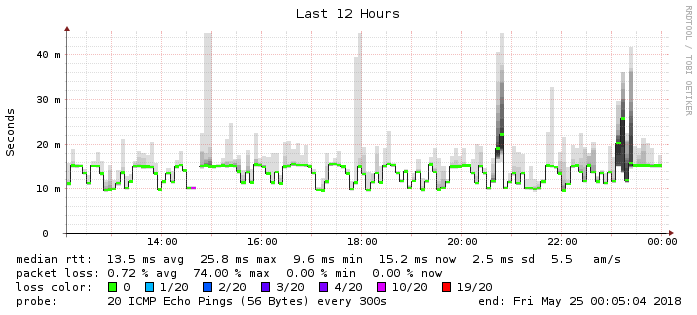 Last 12 Hours
RRDTOOL / TOBI OETIKER
Seconds
40 m
30 m
20 m
10 m
0
14:00 16:00 18:00 20:00 22:00 00:00
median rtt: 13.5 ms avg 25.8 ms max 9.6 ms min 15.2 ms now 2.5 ms sd 5.5 am/s
packet loss: 0.72 % avg 74.00 % max 0.00 % min 0.00 % now
loss color: 0 1/20 2/20 3/20 4/20 10/20 19/20
probe: 20 ICMP Echo Pings (56 Bytes) every 300s end: Fri May 25 00:05:04 2018